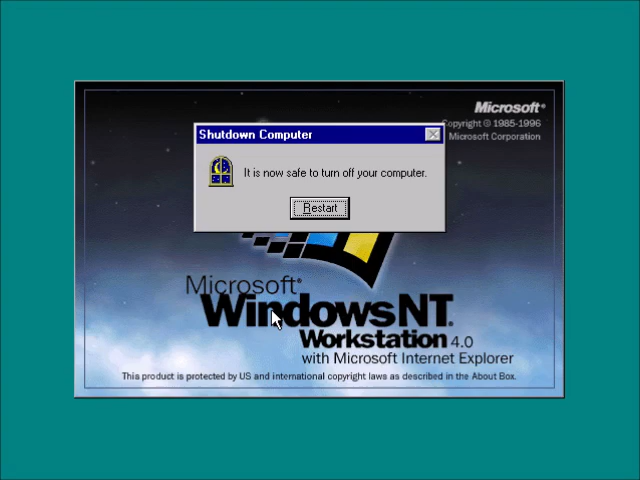 Microsoft®
Copyright © 1985-1996
Microsoft Corporation
Shutdown Computer
It is now safe to turn off your computer.
Restart
Microsoft®
Windows NT®
Workstation 4.0
with Microsoft Internet Explorer
This product is protected by US and international copyright laws as described in the About Box.